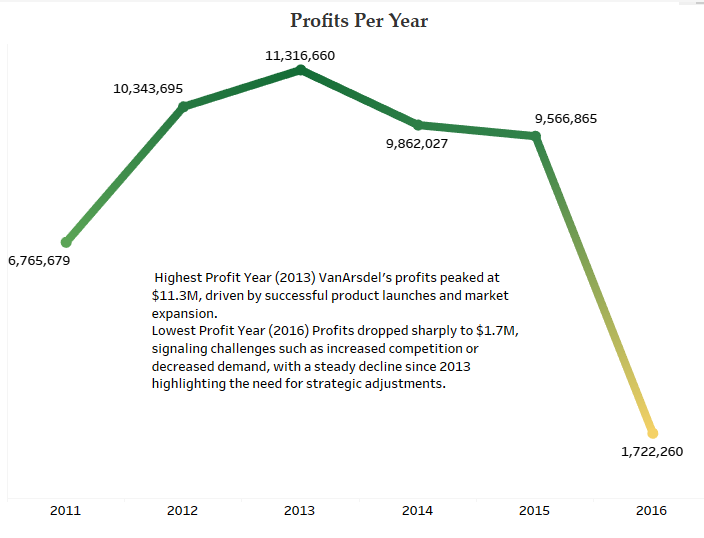 Profits Per Year
11,316,660
10,343,695
9,566,865
9,862,027
6,765,679
Highest Profit Year (2013) VanArsdel's profits peaked at
$11.3M, driven by successful product launches and market
expansion.
Lowest Profit Year (2016) Profits dropped sharply to $1.7M,
signaling challenges such as increased competition or
decreased demand, with a steady decline since 2013
highlighting the need for strategic adjustments.
1,722,260
2011 2012 2013 2014 2015 2016